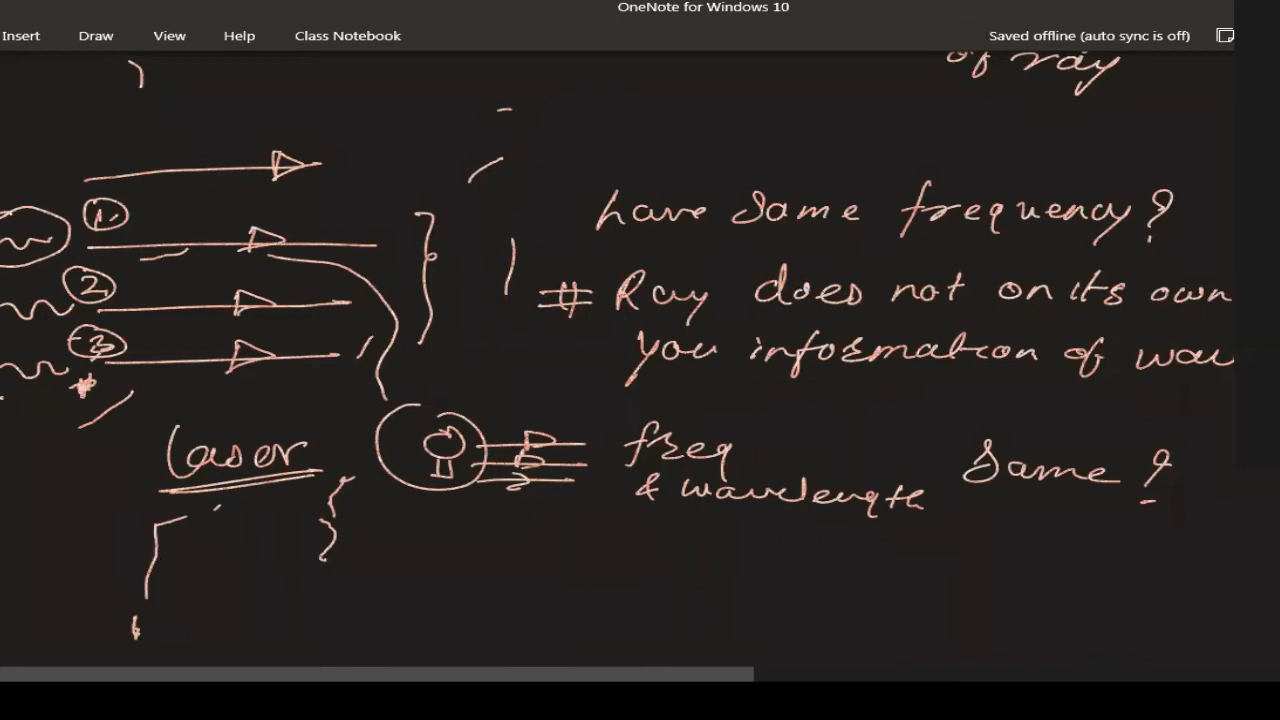 OneNote for Windows 10
Insert Draw View Help Class Notebook Saved offline (auto sync is off)
of ray
1.
have same frequency?
2
# Ray does not on its own
3
you information of wav
Laser
freq
& wavelength
same ?